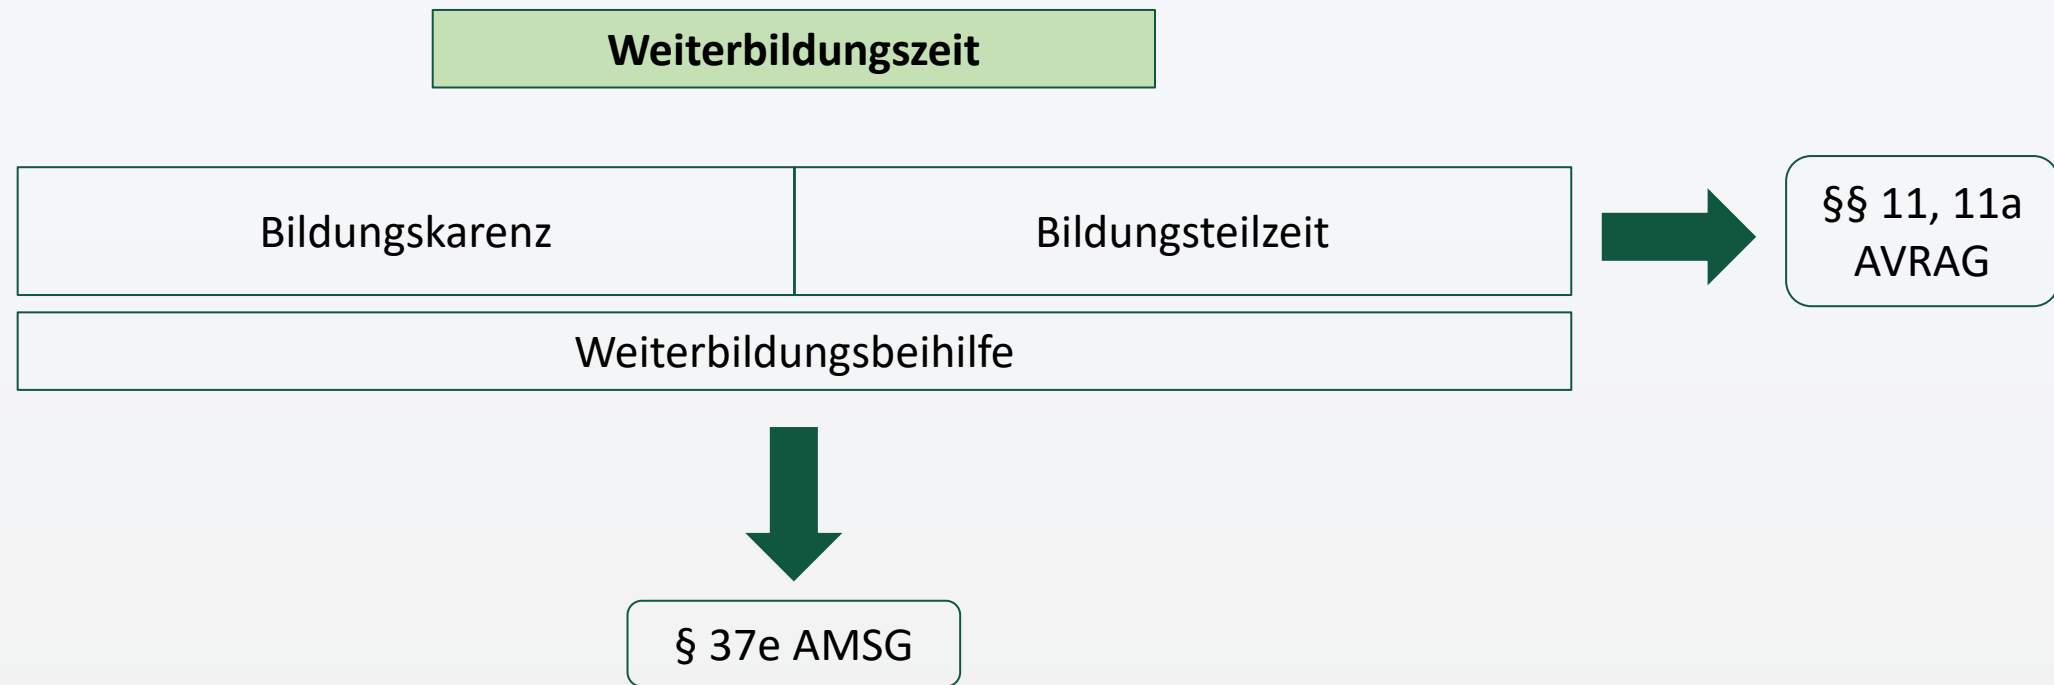 Weiterbildungszeit
Bildungskarenz
Bildungsteilzeit
§§ 11, 11a
AVRAG
Weiterbildungsbeihilfe
§ 37e AMSG